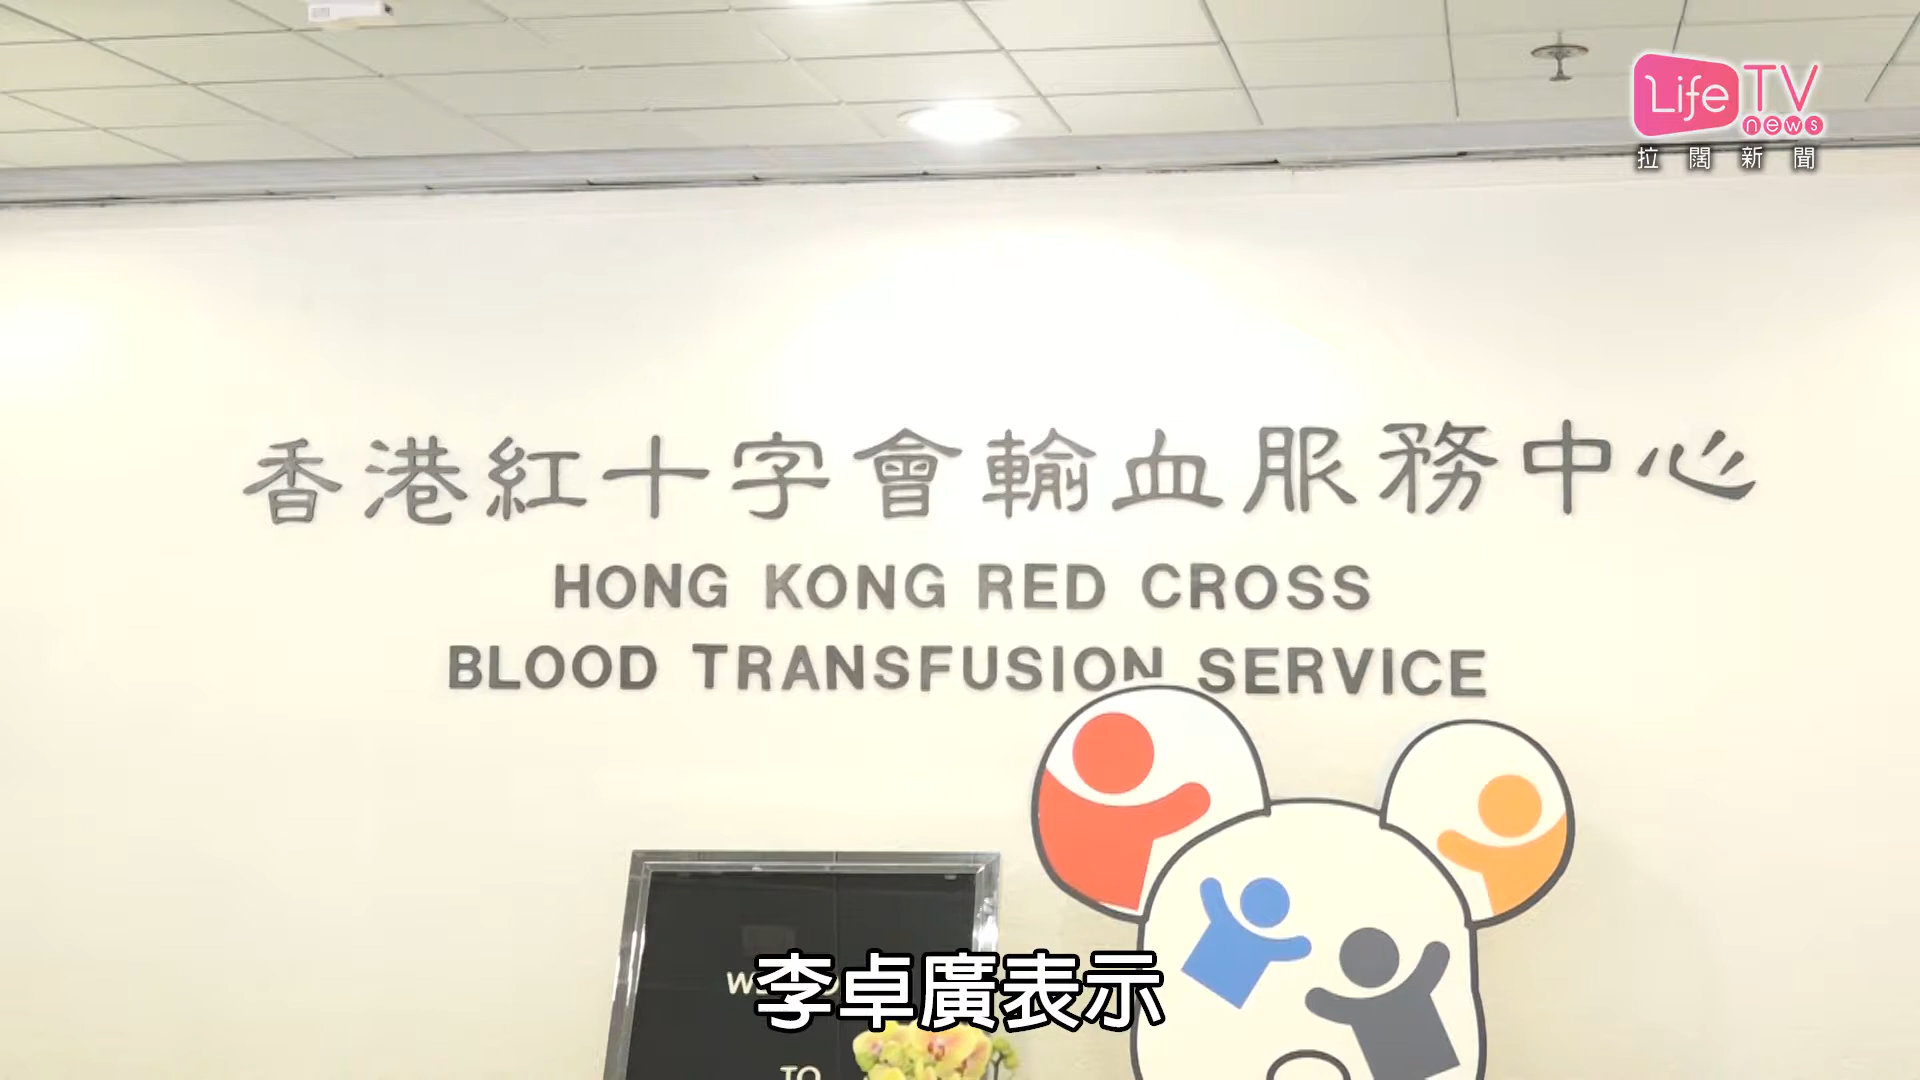 Life TV
news
拉闊新聞
香港紅十字會輸血服務中心
HONG KONG RED CROSS
BLOOD TRANSFUSION SERVICE
李卓廣表示
TO